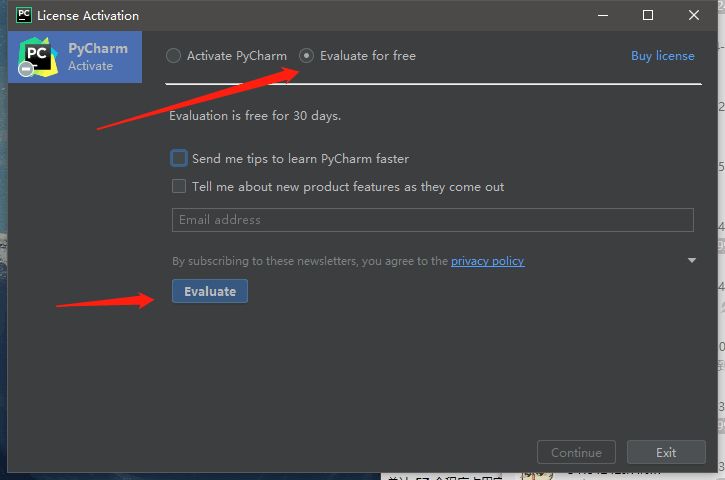 PC License Activation
PC PyCharm
Activate
Activate PyCharm Evaluate for free Buy license
Evaluation is free for 30 days.
Send me tips to learn PyCharm faster
Tell me about new product features as they come out
Email address
By subscribing to these newsletters, you agree to the privacy policy
Evaluate
Continue Exit